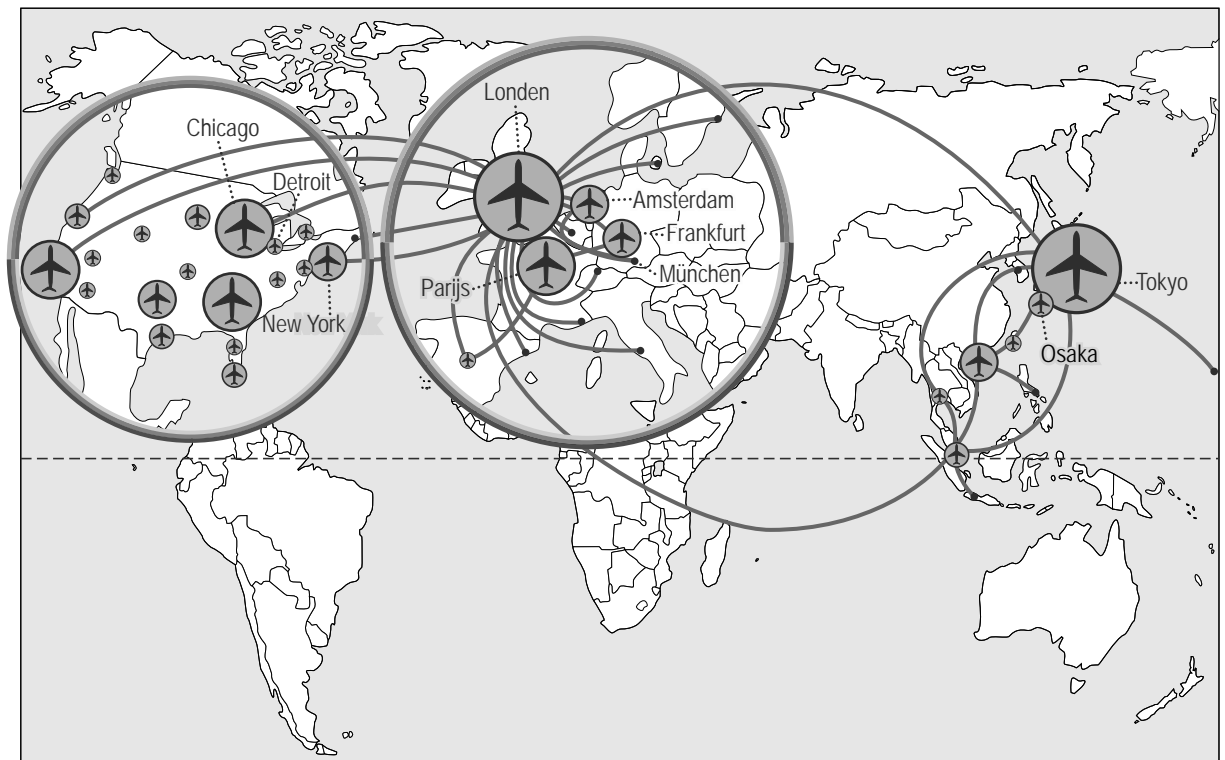 Londen
Chicago
Detroit
Amsterdam
Frankfurt
München
Parijs
Tokyo
New York
Osaka